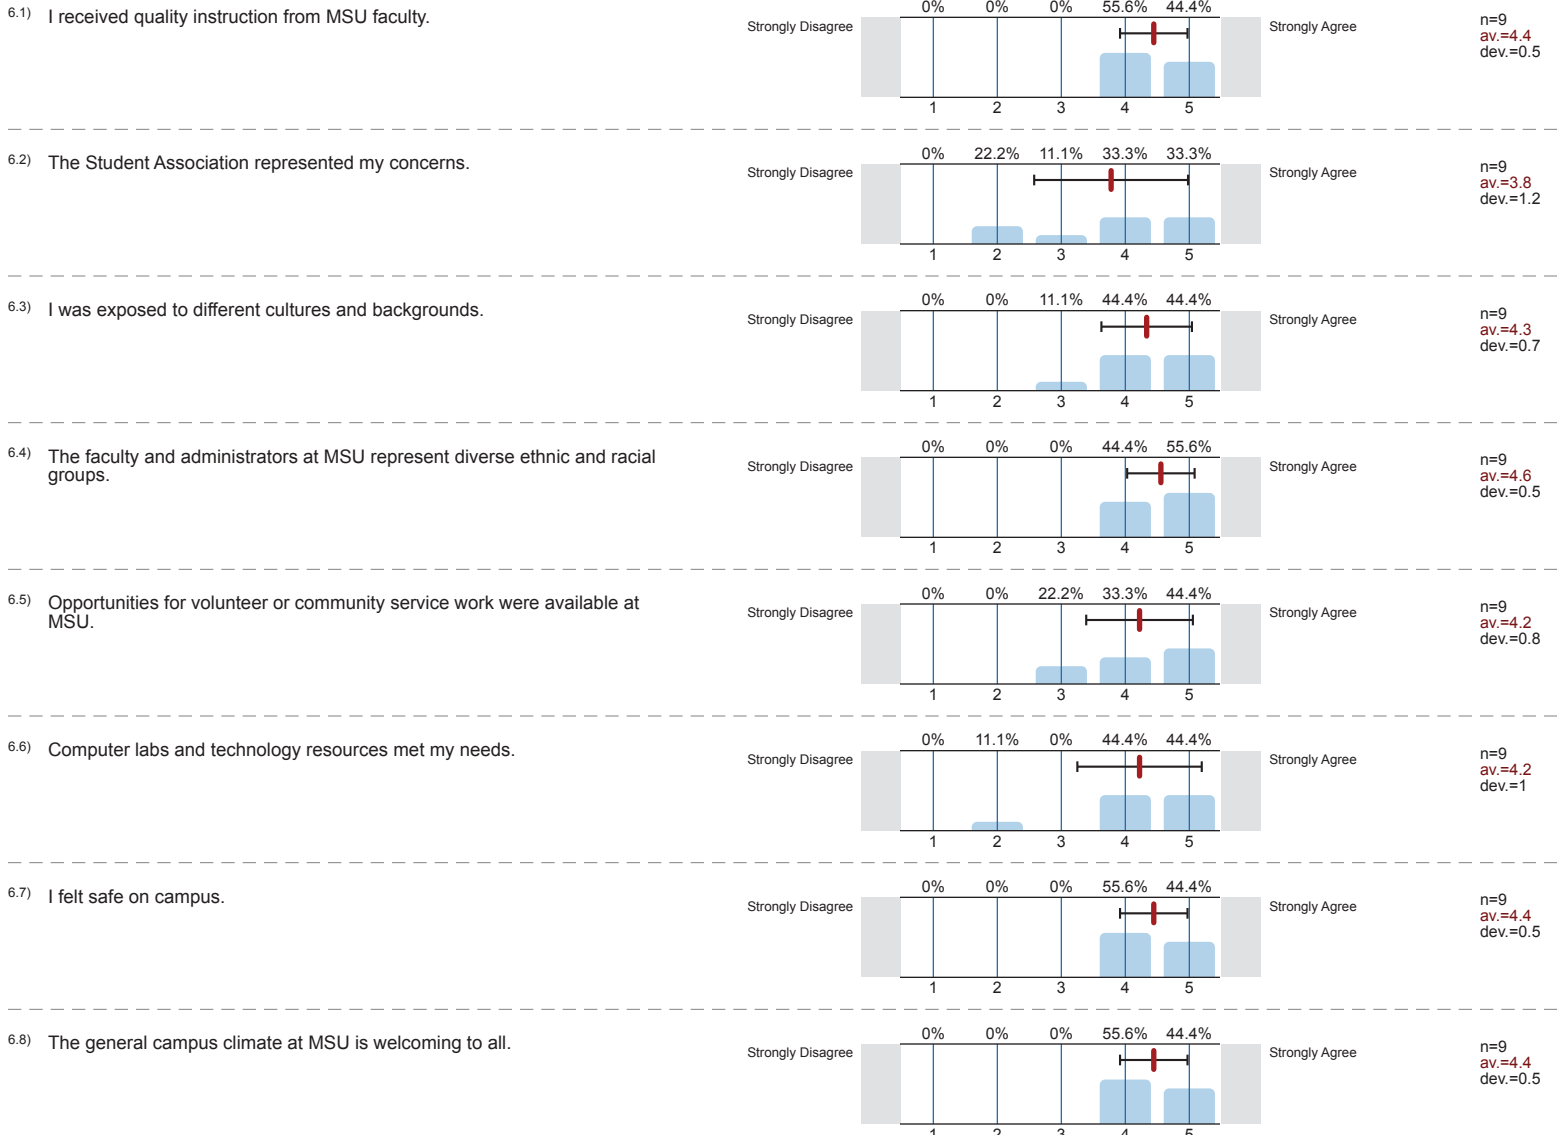 6.1) I received quality instruction from MSU faculty.
0% 0% 0% 55.6% 44.4%
Strongly Disagree Strongly Agree
n=9
av.=4.4
dev.=0.5
1 2 3 4 5
6.2) The Student Association represented my concerns.
0% 22.2% 11.1% 33.3% 33.3%
Strongly Disagree Strongly Agree
n=9
av.=3.8
dev.=1.2
1 2 3 4 5
6.3) I was exposed to different cultures and backgrounds.
0% 0% 11.1% 44.4% 44.4%
Strongly Disagree Strongly Agree
n=9
av.=4.3
dev.=0.7
1 2 3 4 5
6.4) The faculty and administrators at MSU represent diverse ethnic and racial
groups.
0% 0% 0% 44.4% 55.6%
Strongly Disagree Strongly Agree
n=9
av.=4.6
dev.=0.5
1 2 3 4 5
6.5) Opportunities for volunteer or community service work were available at
MSU.
0% 0% 22.2% 33.3% 44.4%
Strongly Disagree Strongly Agree
n=9
av.=4.2
dev.=0.8
1 2 3 4 5
6.6) Computer labs and technology resources met my needs.
0% 11.1% 0% 44.4% 44.4%
Strongly Disagree Strongly Agree
n=9
av.=4.2
dev.=1
1 2 3 4 5
6.7) I felt safe on campus.
0% 0% 0% 55.6% 44.4%
Strongly Disagree Strongly Agree
n=9
av.=4.4
dev.=0.5
1 2 3 4 5
6.8) The general campus climate at MSU is welcoming to all.
0% 0% 0% 55.6% 44.4%
Strongly Disagree Strongly Agree
n=9
av.=4.4
dev.=0.5
1 2 3 4 5